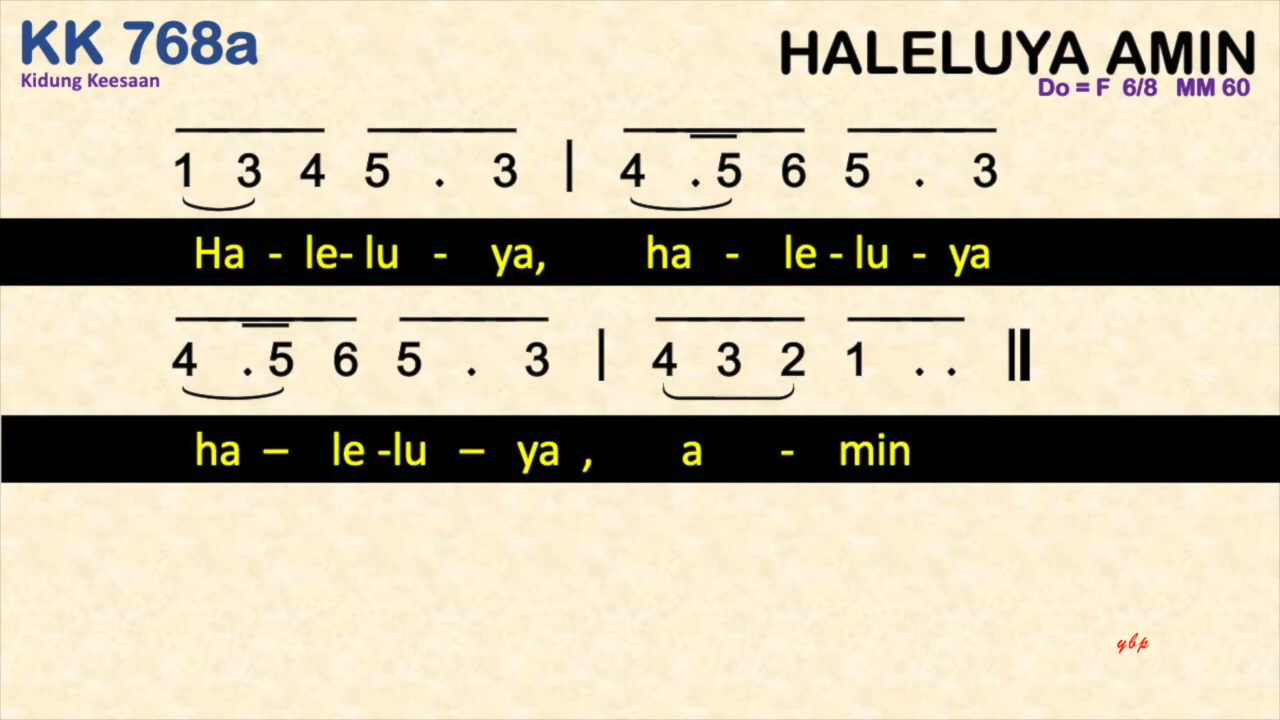 KK 768a
Kidung Keesaan
HALELUYA AMIN
Do = F 6/8 MM 60
1 3 4 5 . 3 | 4 . 5 6 5 . 3
Ha - le- lu - ya, ha - le - lu - ya
4 . 5 6 5 . 3 | 4 3 2 1 . . ||
ha – le -lu – ya , a - min
ybp